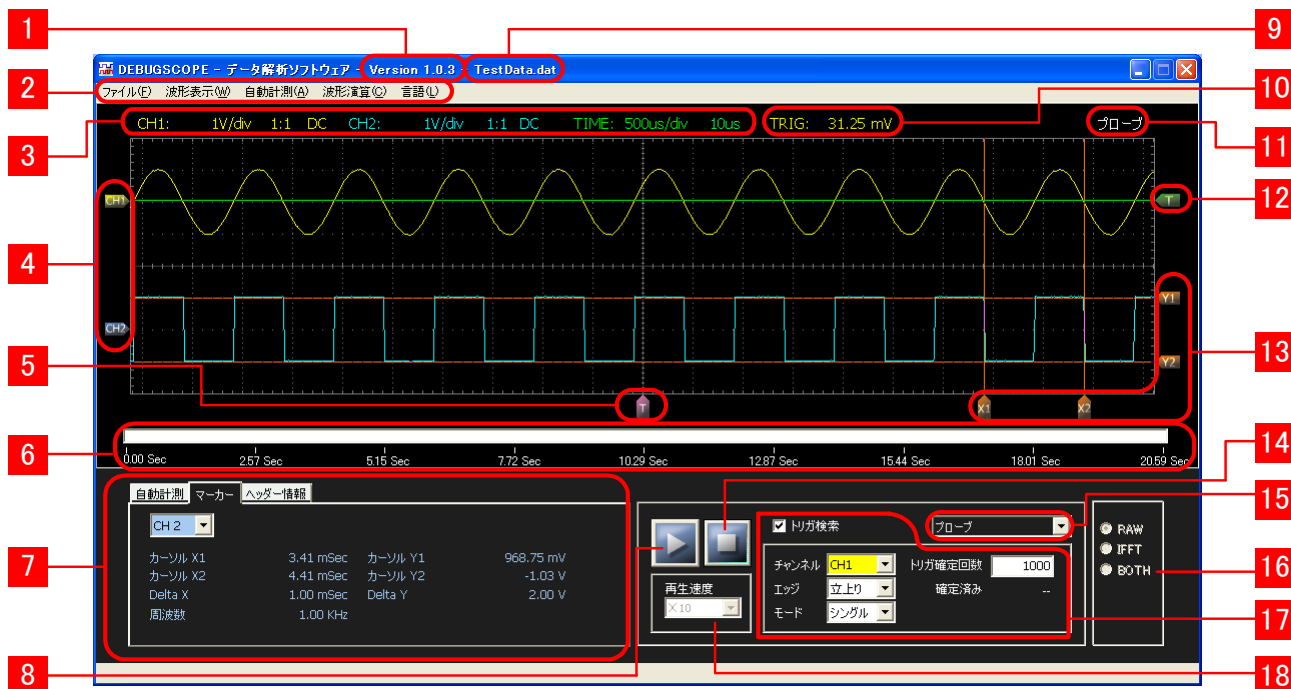 1
9
DEBUGSCOPE - データ解析ソフトウェア - Version 1.0.3 - TestData.dat
2
ファイル(F) 波形表示(W) 自動計測(A) 波形演算(C) 言語(L)
10
CH1: 1V/div 1:1 DC CH2: 1V/div 1:1 DC TIME: 500us/div 10us TRIG: 31.25 mV プローブ
3
11
CH1
T
12
4
Y1
CH2
5
13
Y2
T
X1
X2
14
6
0.00 Sec 2.57 Sec 5.15 Sec 7.72 Sec 10.29 Sec 12.87 Sec 15.44 Sec 18.01 Sec 20.59 Sec
15
自動計測 マーカー ヘッダー情報
CH 2
トリガ検索
プローブ
RAW
IFFT
BOTH
7
カーソル X1 3.41 mSec カーソル Y1 968.75 mV
カーソル X2 4.41 mSec カーソル Y2 -1.03 V
Delta X 1.00 mSec Delta Y 2.00 V
周波数 1.00 KHz
チャンネル CH1 トリガ確定回数 1000
エッジ 立上り 確定済み --
モード シングル
再生速度
X 10
16
17
8
18